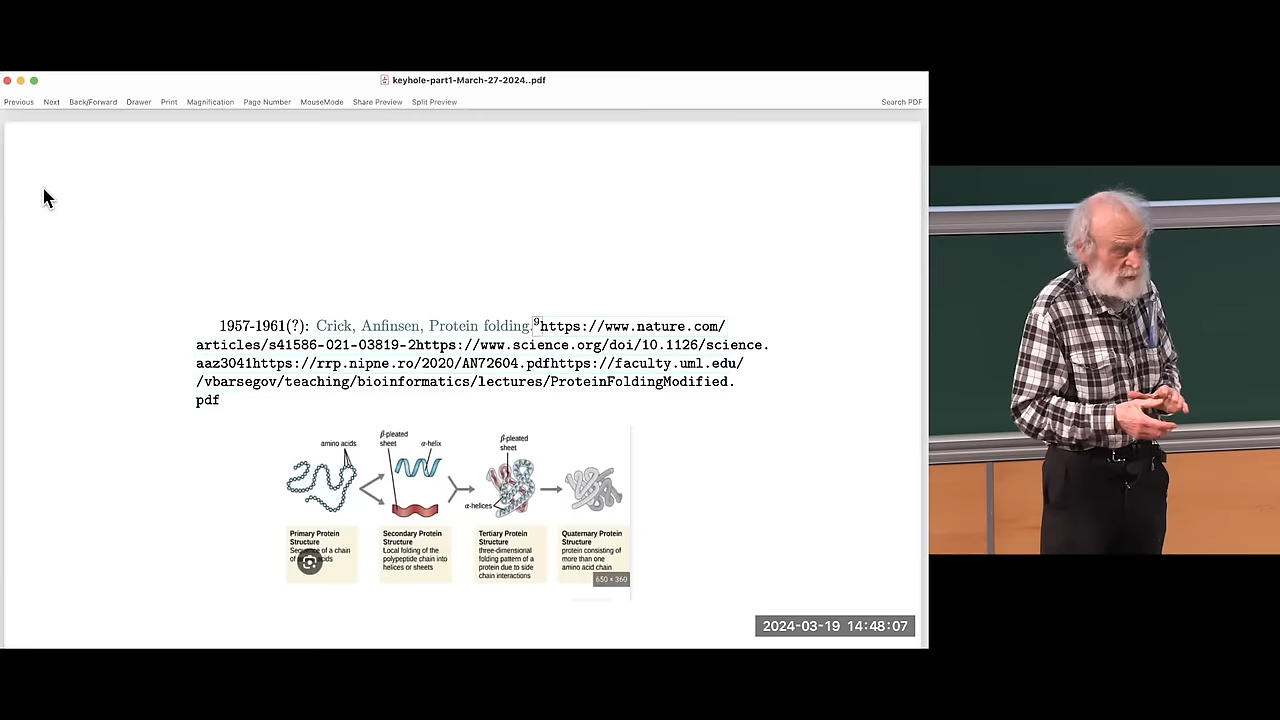 keyhole-part1-March-27-2024..pdf
Previous Next Back/Forward Drawer Print Magnification Page Number MouseMode Share Preview Split Preview Search PDF
1957-1961(?): Crick, Anfinsen, Protein folding.9https://www.nature.com/
articles/s41586-021-03819-2https://www.science.org/doi/10.1126/science.
aaz3041https://rrp.nipne.ro/2020/AN72604.pdfhttps://faculty.uml.edu/
/vbarsegov/teaching/bioinformatics/lectures/ProteinFoldingModified.
pdf
amino acids
β-pleated
sheet
α-helix
β-pleated
sheet
α-helices
Primary Protein
Structure
of a chain
of
Secondary Protein
Structure
Local folding of the
polypeptide chain into
helices or sheets
Tertiary Protein
Structure
three-dimensional
folding pattern of a
protein due to side
chain interactions
Quaternary Protein
Structure
protein consisting of
more than one
amino acid chain
650 × 360
2024-03-19 14:48:07